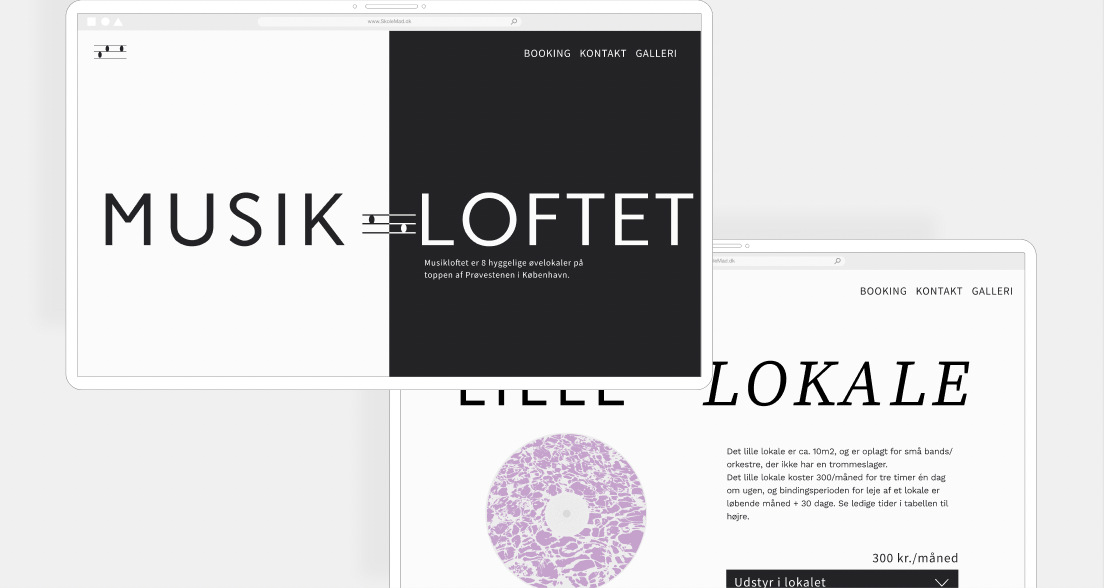 www.SkoleMad.dk
BOOKING KONTAKT GALLERI
MUSIK LOFTET
Musikloftet er 8 hyggelige øvelokaler på
toppen af Prøvestenen i København.
BOOKING KONTAKT GALLERI
LILLE LOKALE
Det lille lokale er ca. 10m2, og er oplagt for små bands/
orkestre, der ikke har en trommeslager.
Det lille lokale koster 300/måned for tre timer én dag
om ugen, og bindingsperioden for leje af et lokale er
løbende måned + 30 dage. Se ledige tider i tabellen til
højre.
300 kr./måned
Udstyr i lokalet